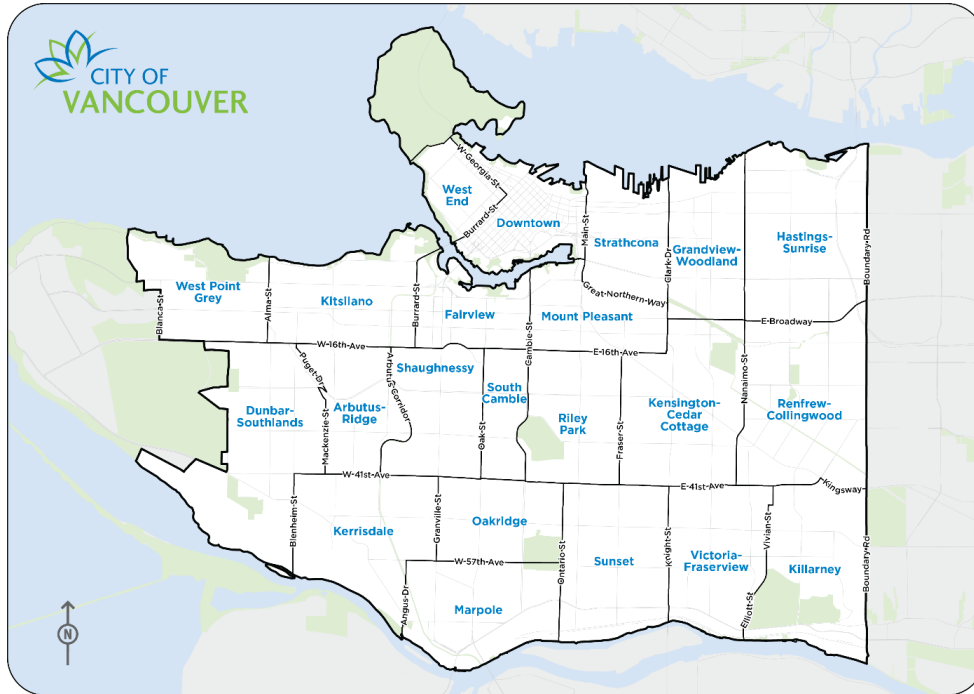 CITY OF
VANCOUVER
W-Georgia-St
West
End
Burrard-St
Downtown
Main-St
Strathcona
Clark-Dr
Grandview-
Woodland
Hastings-
Sunrise
Boundary-Rd
West Point
Grey
Blanca-St
Alma-St
Kitsilano
Burrard-St
Fairview
Cambie-St
Great-Northern-Way
Mount Pleasant
E-Broadway
W-16th-Ave
E-16th-Ave
Puget-Dr
Arbutus-Corridor
Shaughnessy
South
Cambie
Nanaimo-St
Dunbar-
Southlands
Arbutus-
Ridge
Mackenzie-St
Oak-St
Riley
Park
Fraser-St
Kensington-
Cedar
Cottage
Renfrew-
Collingwood
W-41st-Ave
E-41st-Ave
Kingsway
Blenheim-St
Kerrisdale
Granville-St
Oakridge
Ontario-St
Sunset
Knight-St
Victoria-
Fraserview
Vivian-St
Killarney
Boundary-Rd
W-57th-Ave
Angus-Dr
Marpole
Elliott-St
N